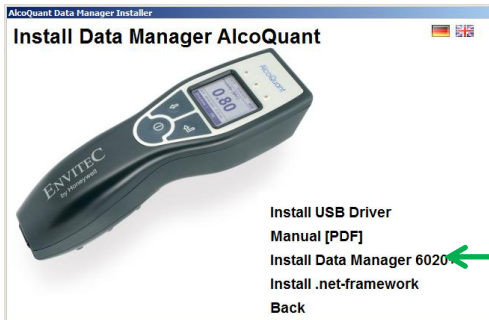 AlcoQuant Data Manager Installer
Install Data Manager AlcoQuant
AlcoQuant
0.80
ENVITEC
by Honeywell
Install USB Driver
Manual [PDF]
Install Data Manager 6020
Install .net-framework
Back